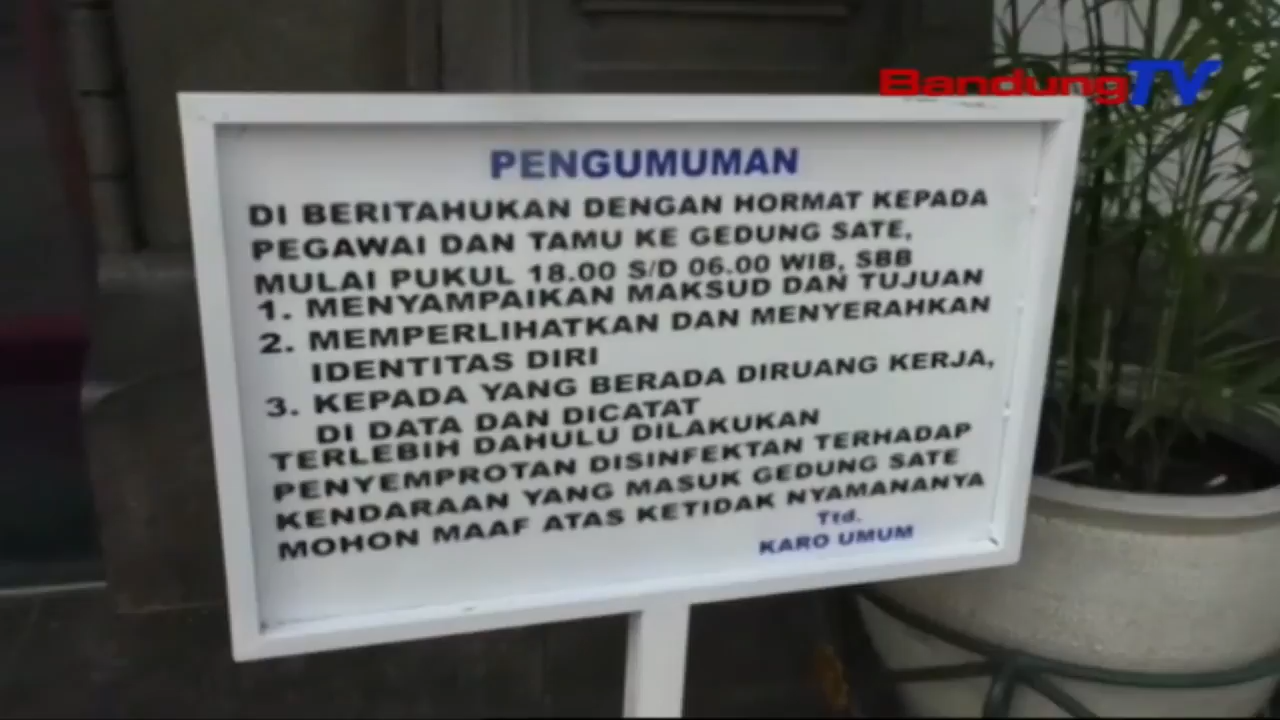 BandungTV
PENGUMUMAN
DI BERITAHUKAN DENGAN HORMAT KEPADA
PEGAWAI DAN TAMU KE GEDUNG SATE,
MULAI PUKUL 18.00 S/D 06.00 WIB, SBB
1. MENYAMPAIKAN MAKSUD DAN TUJUAN
2. MEMPERLIHATKAN DAN MENYERAHKAN
IDENTITAS DIRI
3. KEPADA YANG BERADA DIRUANG KERJA,
DI DATA DAN DICATAT
TERLEBIH DAHULU DILAKUKAN
PENYEMPROTAN DISINFEKTAN TERHADAP
KENDARAAN YANG MASUK GEDUNG SATE
MOHON MAAF ATAS KETIDAK NYAMANANYA
Ttd.
KARO UMUM